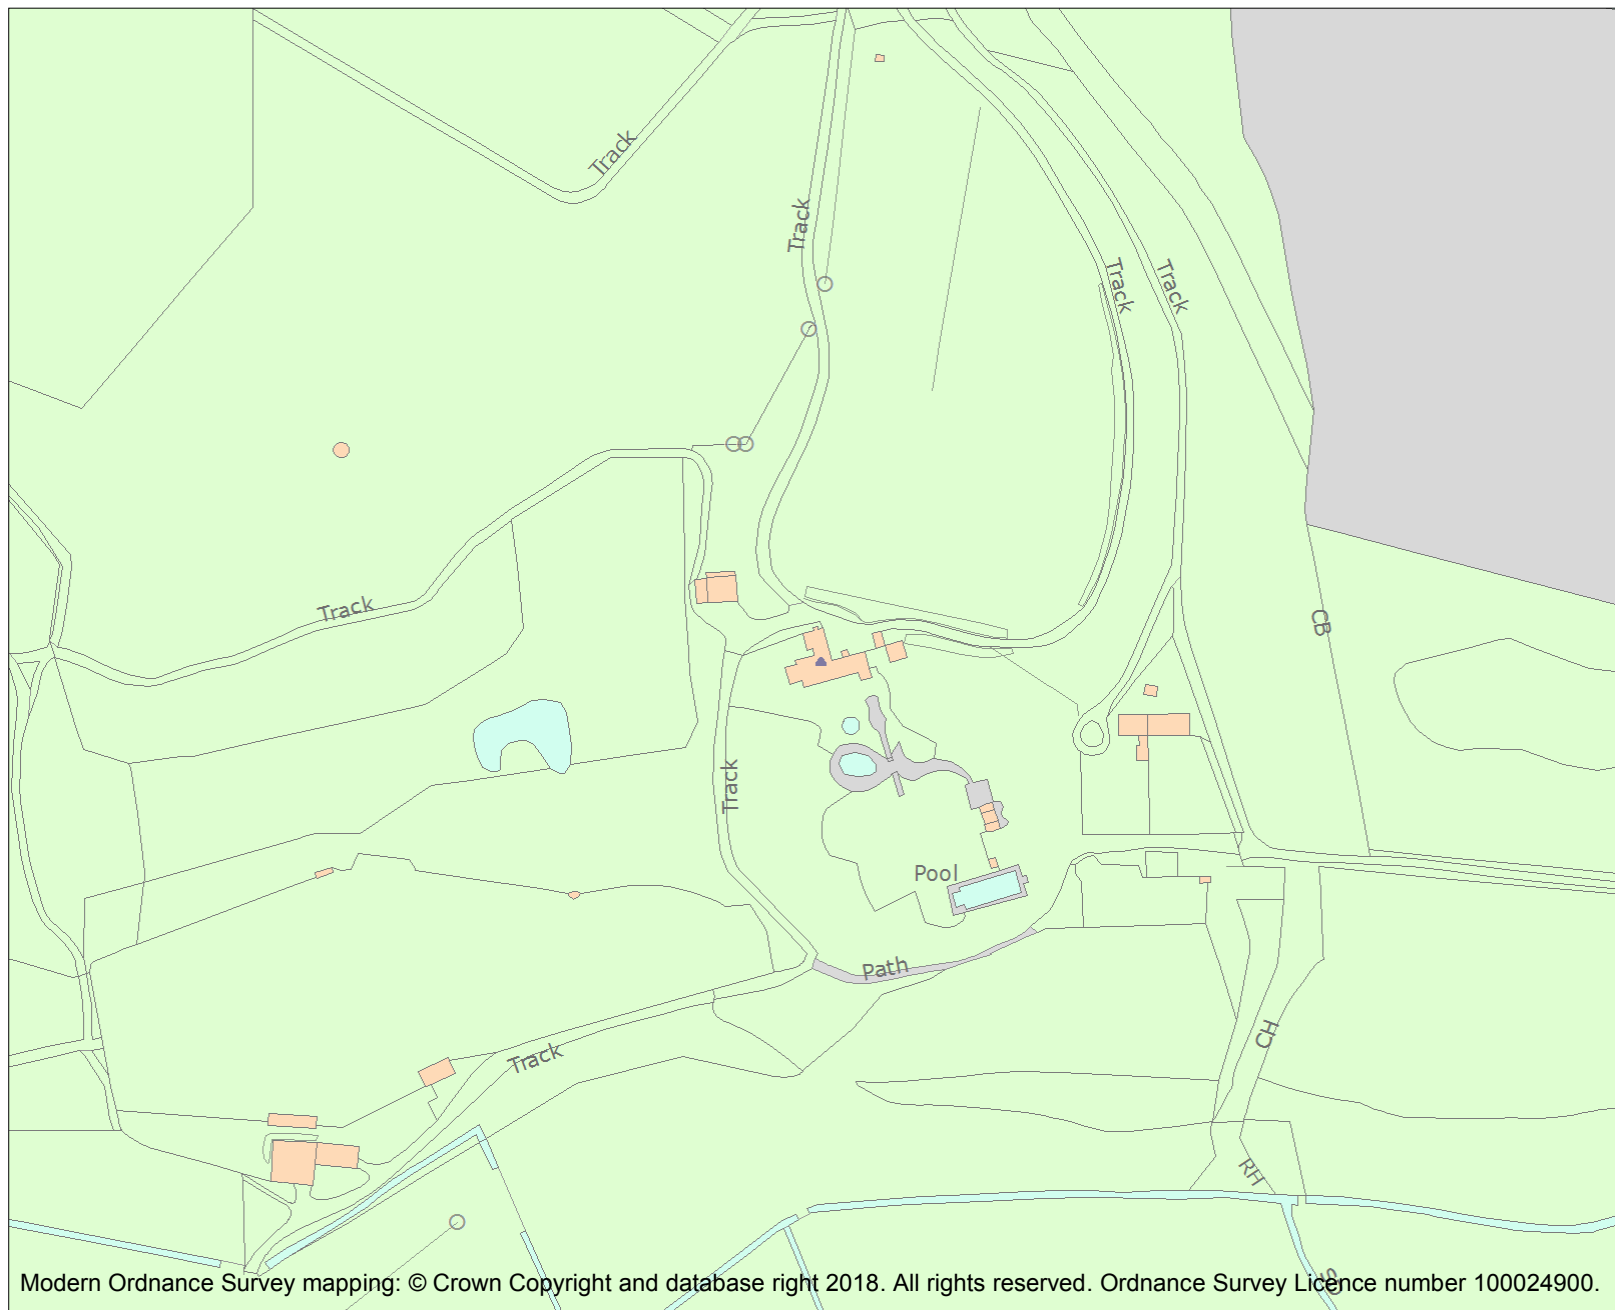 Track
Track
Track
Track
Track
CB
Track
Pool
Path
CH
Track
RH
Modern Ordnance Survey mapping: © Crown Copyright and database right 2018. All rights reserved. Ordnance Survey Licence number 100024900.